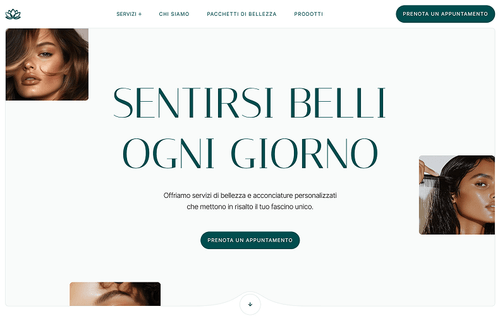 SERVIZI +
CHI SIAMO
PACCHETTI DI BELLEZZA
PRODOTTI
PRENOTA UN APPUNTAMENTO
SENTIRSI BELLI
OGNI GIORNO
Offriamo servizi di bellezza e acconciature personalizzati
che mettono in risalto il tuo fascino unico.
PRENOTA UN APPUNTAMENTO